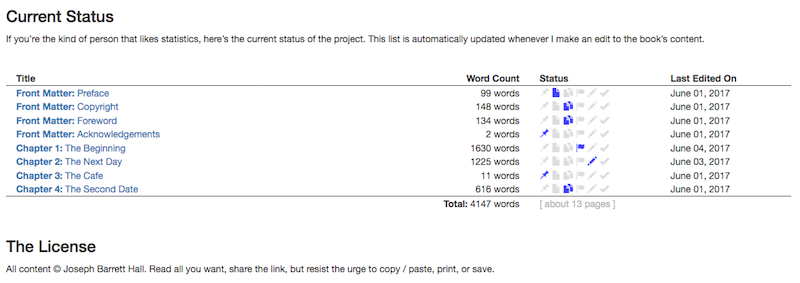 Current Status
If you're the kind of person that likes statistics, here's the current status of the project. This list is automatically updated whenever I make an edit to the book's content.
Title Word Count Status Last Edited On
Front Matter: Preface 99 words June 01, 2017
Front Matter: Copyright 148 words June 01, 2017
Front Matter: Foreword 134 words June 01, 2017
Front Matter: Acknowledgements 2 words June 01, 2017
Chapter 1: The Beginning 1630 words June 04, 2017
Chapter 2: The Next Day 1225 words June 03, 2017
Chapter 3: The Cafe 11 words June 01, 2017
Chapter 4: The Second Date 616 words June 01, 2017
Total: 4147 words [ about 13 pages ]
The License
All content © Joseph Barrett Hall. Read all you want, share the link, but resist the urge to copy / paste, print, or save.